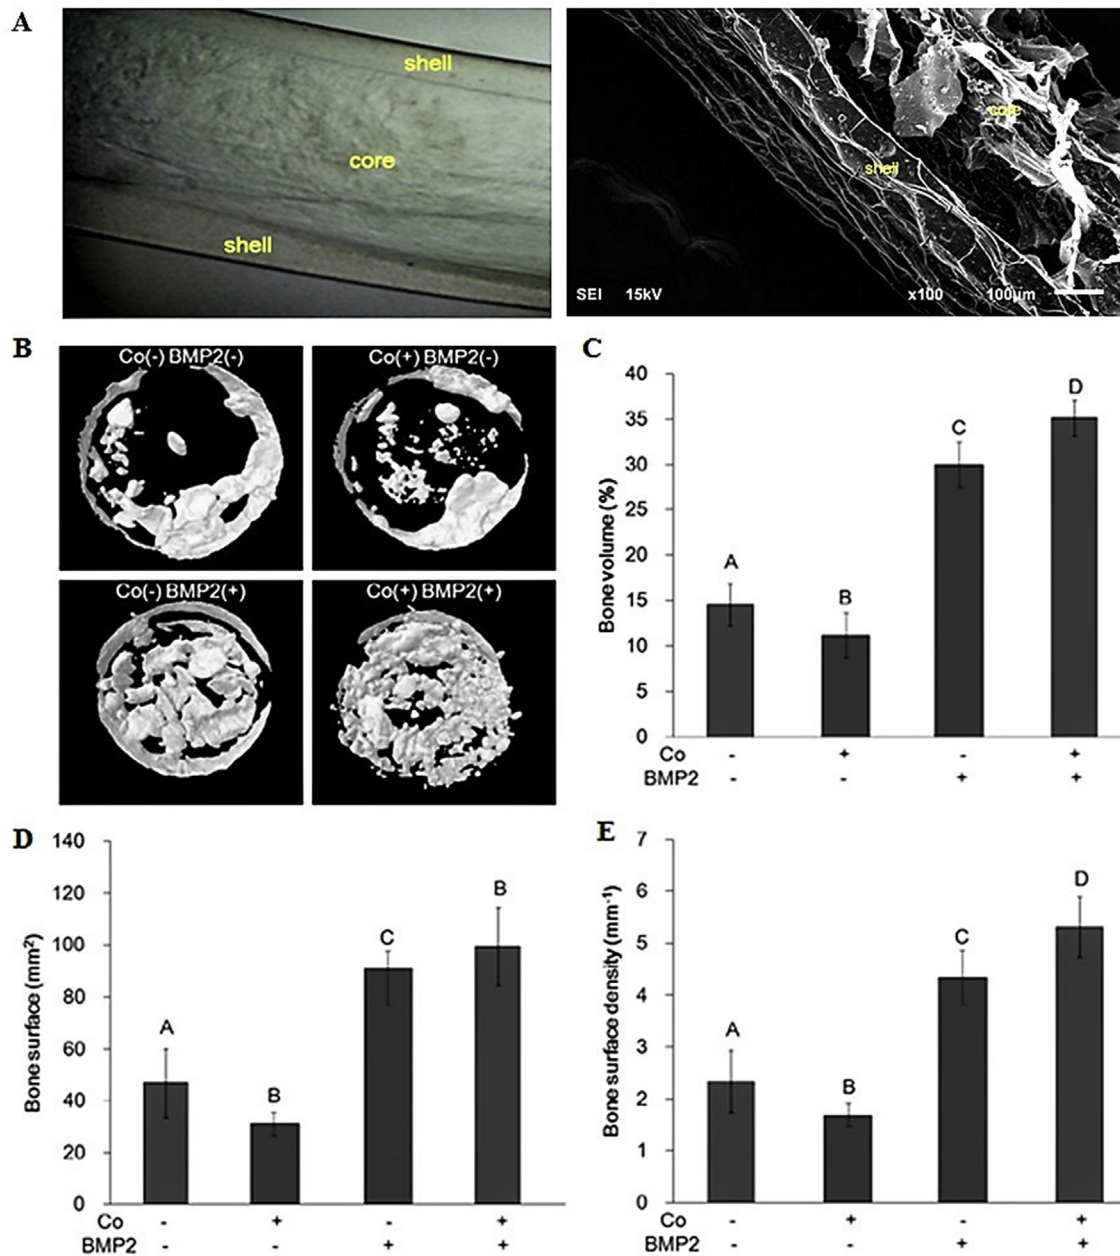 A
shell
core
shell
core
shell
SEI 15kV x100 100µm
B
Co(-) BMP2(-)
Co(+) BMP2(-)
Co(-) BMP2(+)
Co(+) BMP2(+)
C
Bone volume (%)
40
35
30
25
20
15
10
5
0
A
B
C
D
Co - + - +
BMP2 - - + +
D
Bone surface (mm²)
140
120
100
80
60
40
20
0
A
B
C
B
Co - + - +
BMP2 - - + +
E
Bone surface density (mm⁻¹)
7
6
5
4
3
2
1
0
A
B
C
D
Co - + - +
BMP2 - - + +